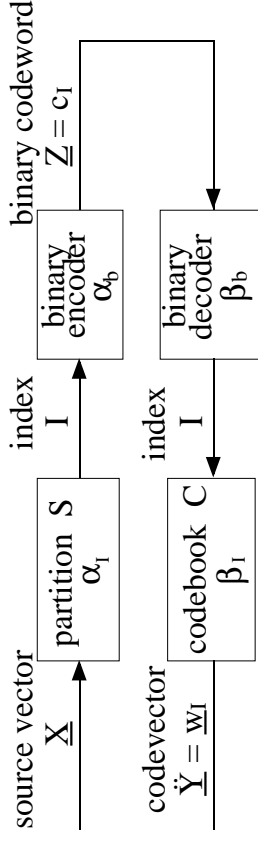 source vector
X
partition S
α_I
index
I
binary
encoder
α_b
binary codeword
Z = c_I
codevector
Ÿ = w_I
codebook C
β_I
index
I
binary
decoder
β_b